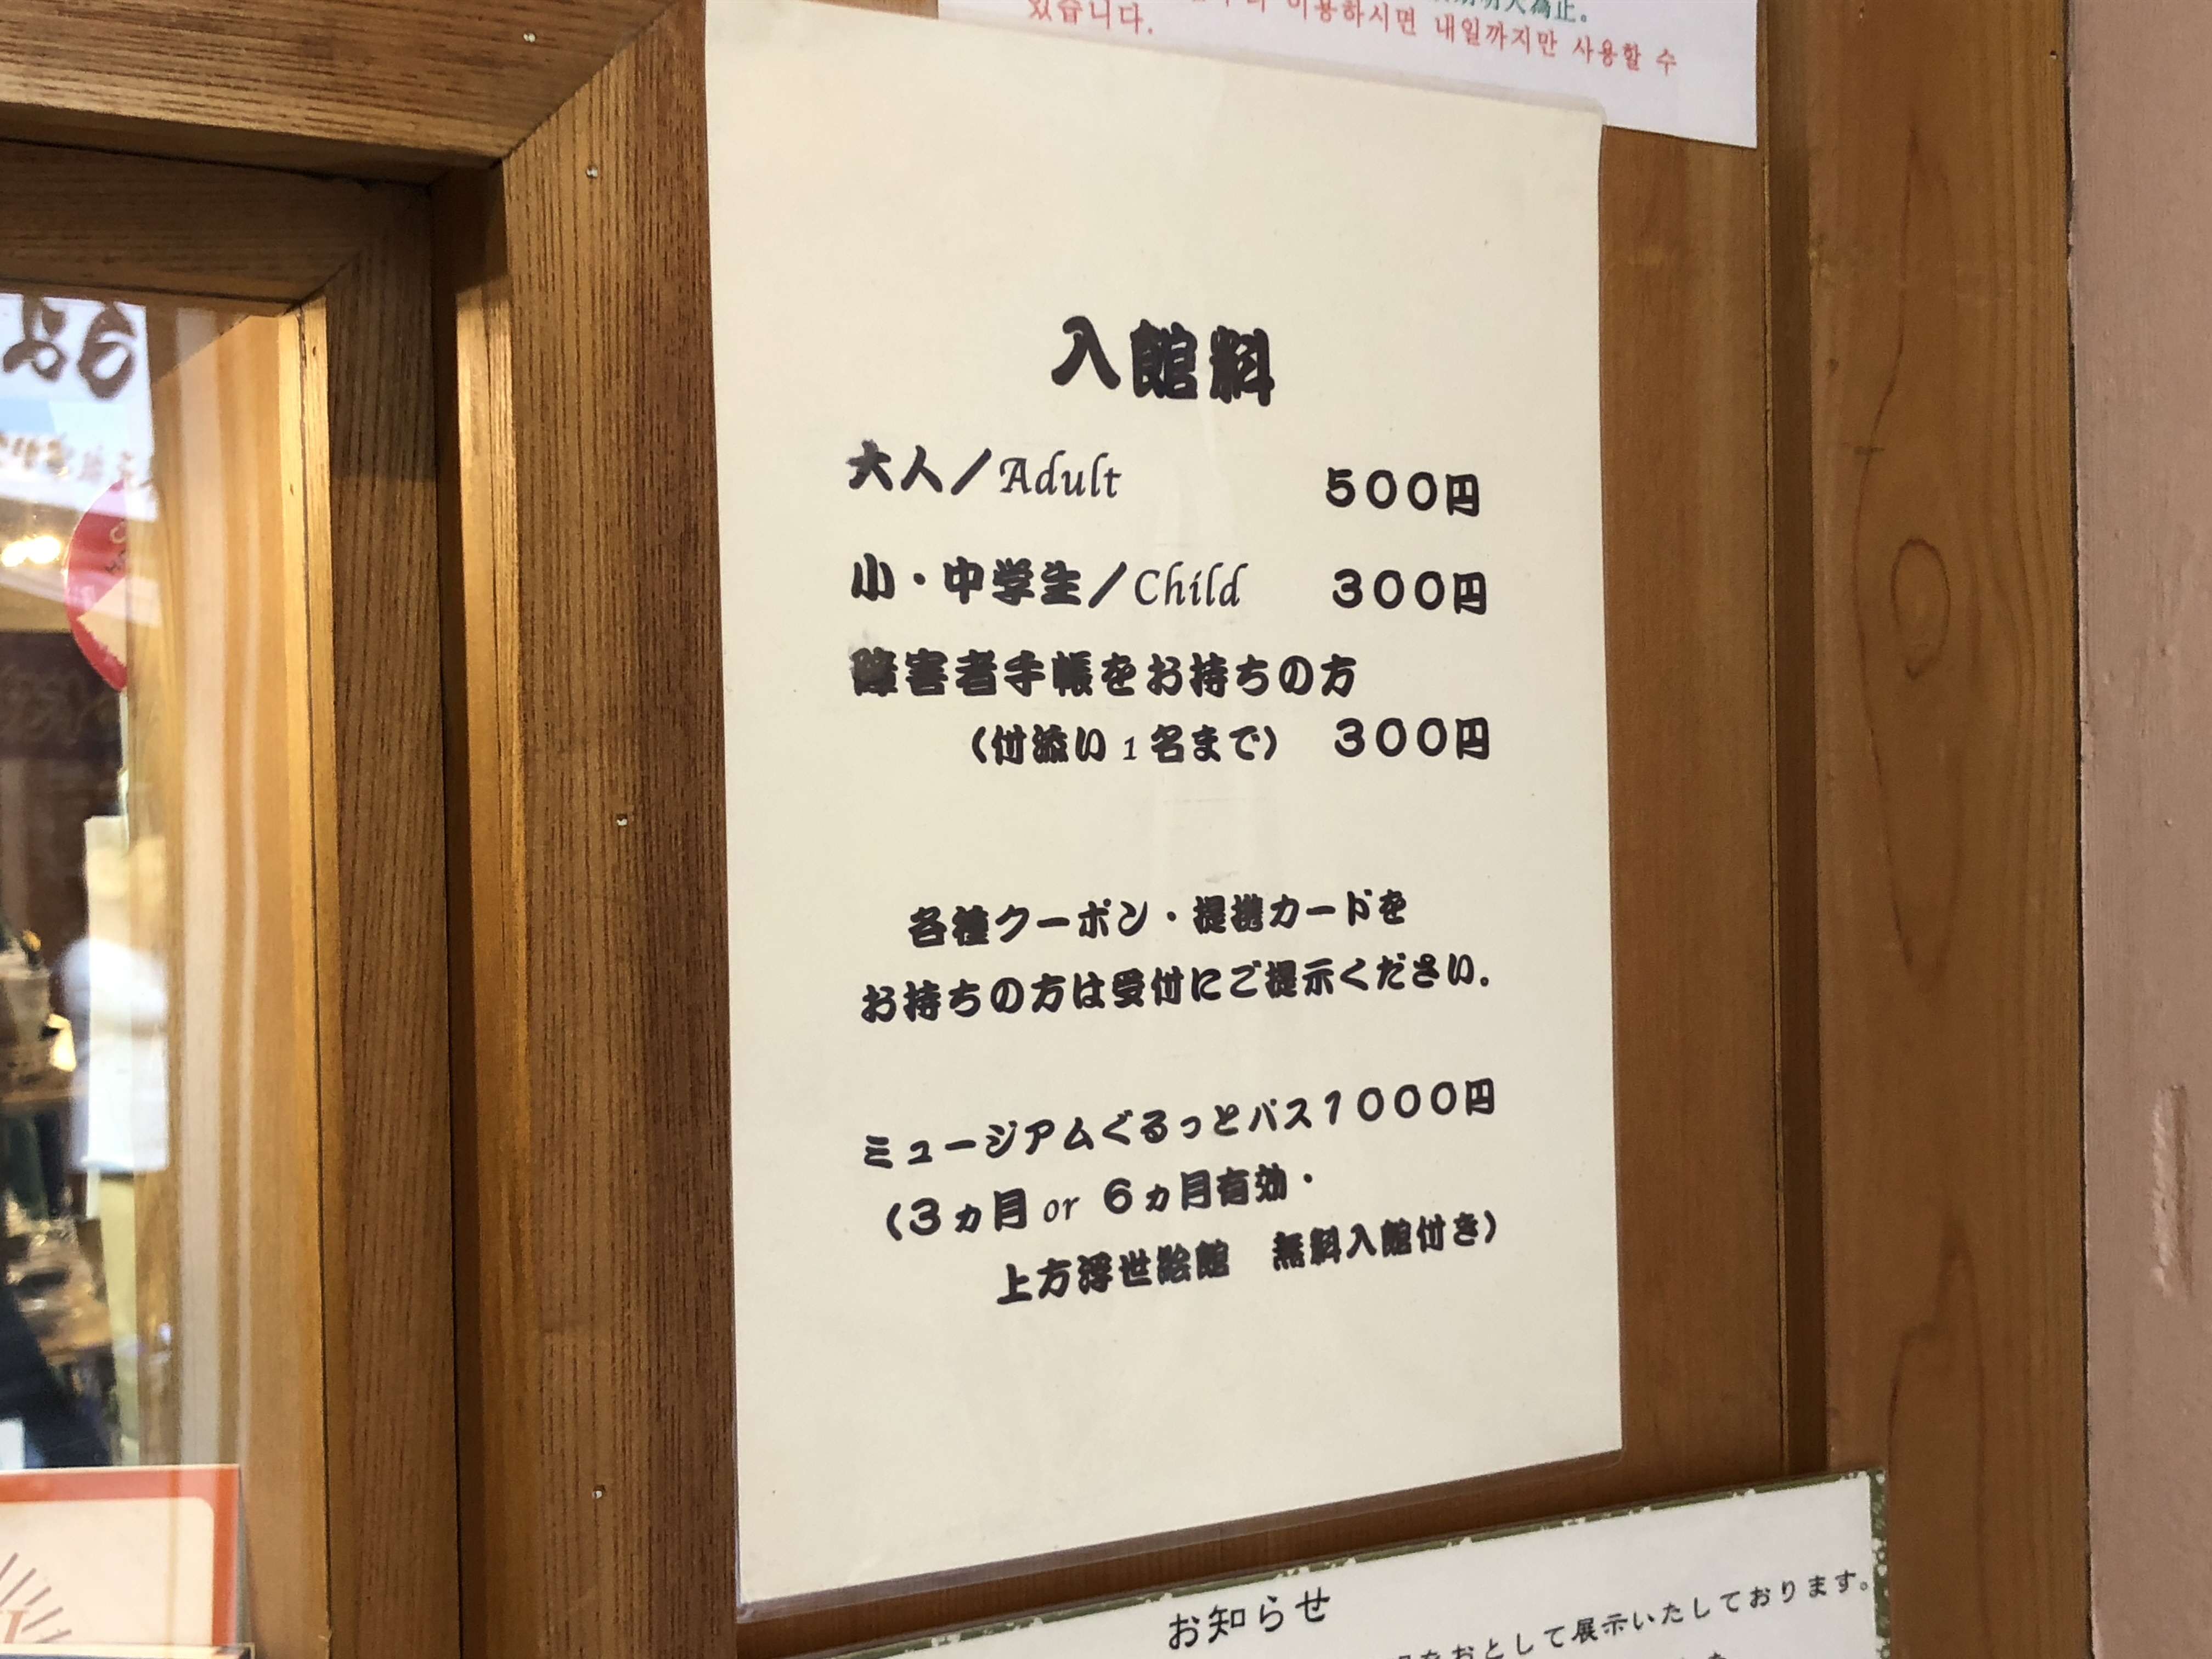 이용하시면 내일까지만 사용할 수
있습니다.
入館料
大人／Adult 500円
小・中学生／Child 300円
障害者手帳をお持ちの方
（付添い1名まで） 300円
各種クーポン・提携カードを
お持ちの方は受付にご提示ください.
ミュージアムぐるっとパス1000円
（3ヵ月or 6ヵ月有効・
上方浮世絵館 無料入館付き）
お知らせ
おとして展示いたしております。